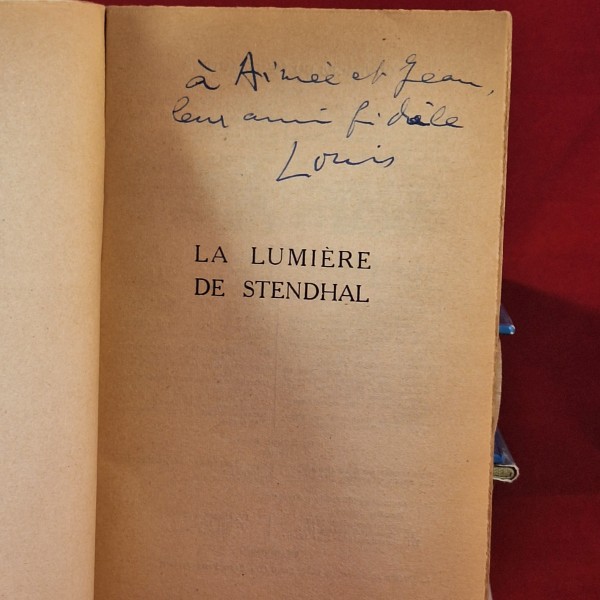 à Aimée et Jean,
leur ami fidèle
Louis
LA LUMIÈRE
DE STENDHAL